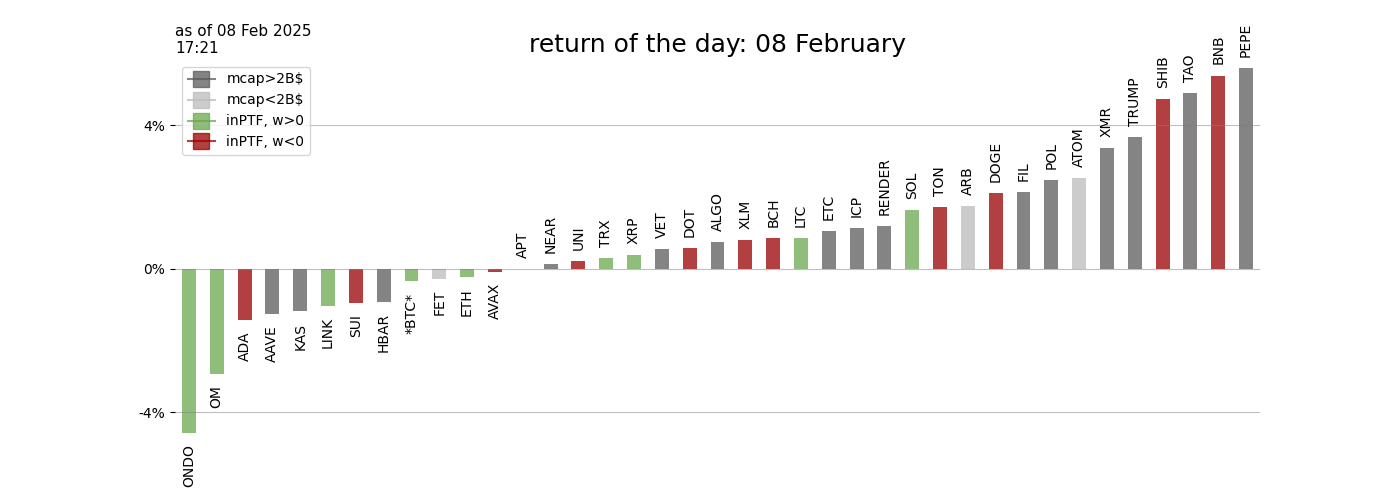 as of 08 Feb 2025
17:21
return of the day: 08 February
mcap>2B$
mcap<2B$
inPTF, w>0
inPTF, w<0
4%
0%
-4%
ONDO
OM
ADA
AAVE
KAS
LINK
SUI
HBAR
*BTC*
FET
ETH
AVAX
APT
NEAR
UNI
TRX
XRP
VET
DOT
ALGO
XLM
BCH
LTC
ETC
ICP
RENDER
SOL
TON
ARB
DOGE
FIL
POL
ATOM
XMR
TRUMP
SHIB
TAO
BNB
PEPE